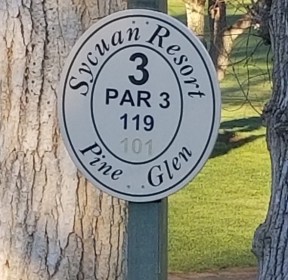 Sycuan Resort
3
PAR 3
119
101
Pine Glen